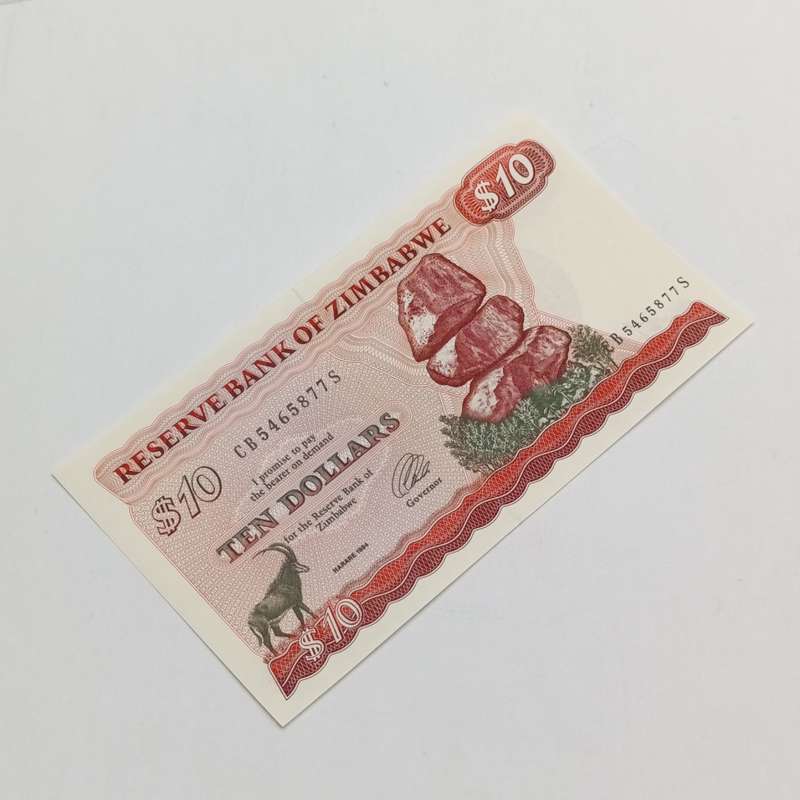 $10
RESERVE BANK OF ZIMBABWE
CB5465877S
$10
I promise to pay
the bearer on demand
TEN DOLLARS
for the Reserve Bank of
Zimbabwe
Governor
HARARE 1994
$10
CB5465877S